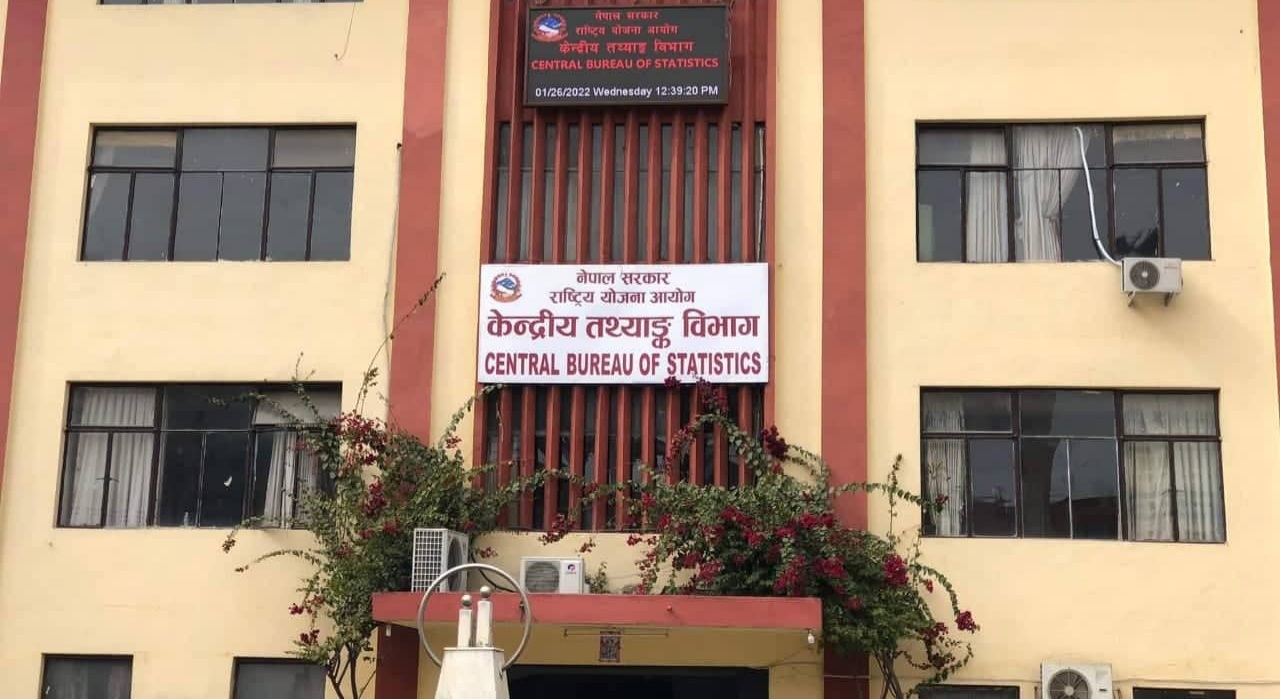 नेपाल सरकार
राष्ट्रिय योजना आयोग
केन्द्रीय तथ्याङ्क विभाग
CENTRAL BUREAU OF STATISTICS
01/26/2022 Wednesday 12:39:20 PM
नेपाल सरकार
राष्ट्रिय योजना आयोग
केन्द्रीय तथ्याङ्क विभाग
CENTRAL BUREAU OF STATISTICS